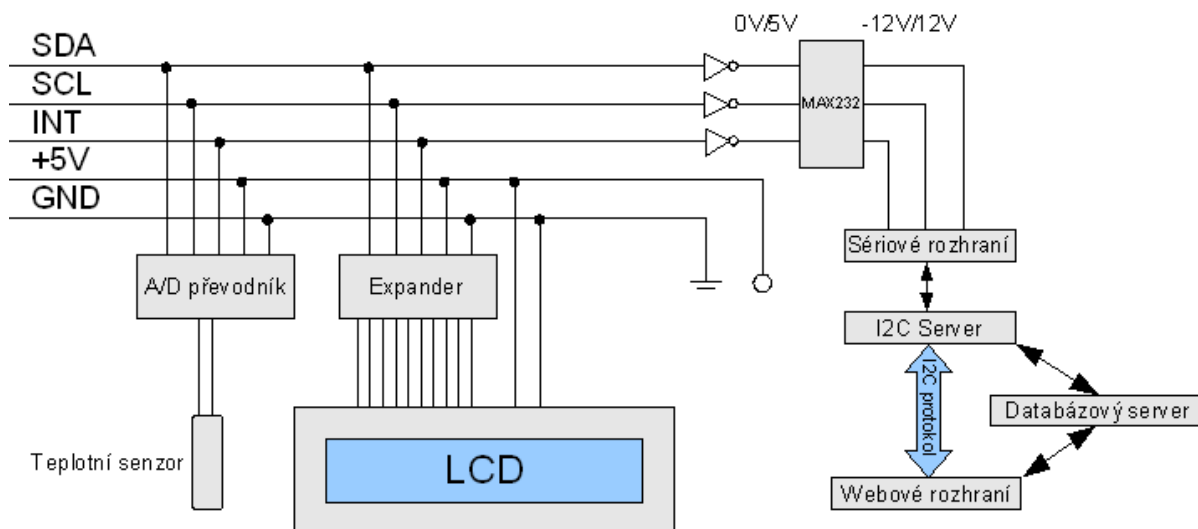 0V/5V
-12V/12V
SDA
SCL
INT
+5V
GND
MAX232
A/D převodník
Expander
Sériové rozhraní
I2C Server
I2C protokol
Databázový server
Webové rozhraní
Teplotní senzor
LCD